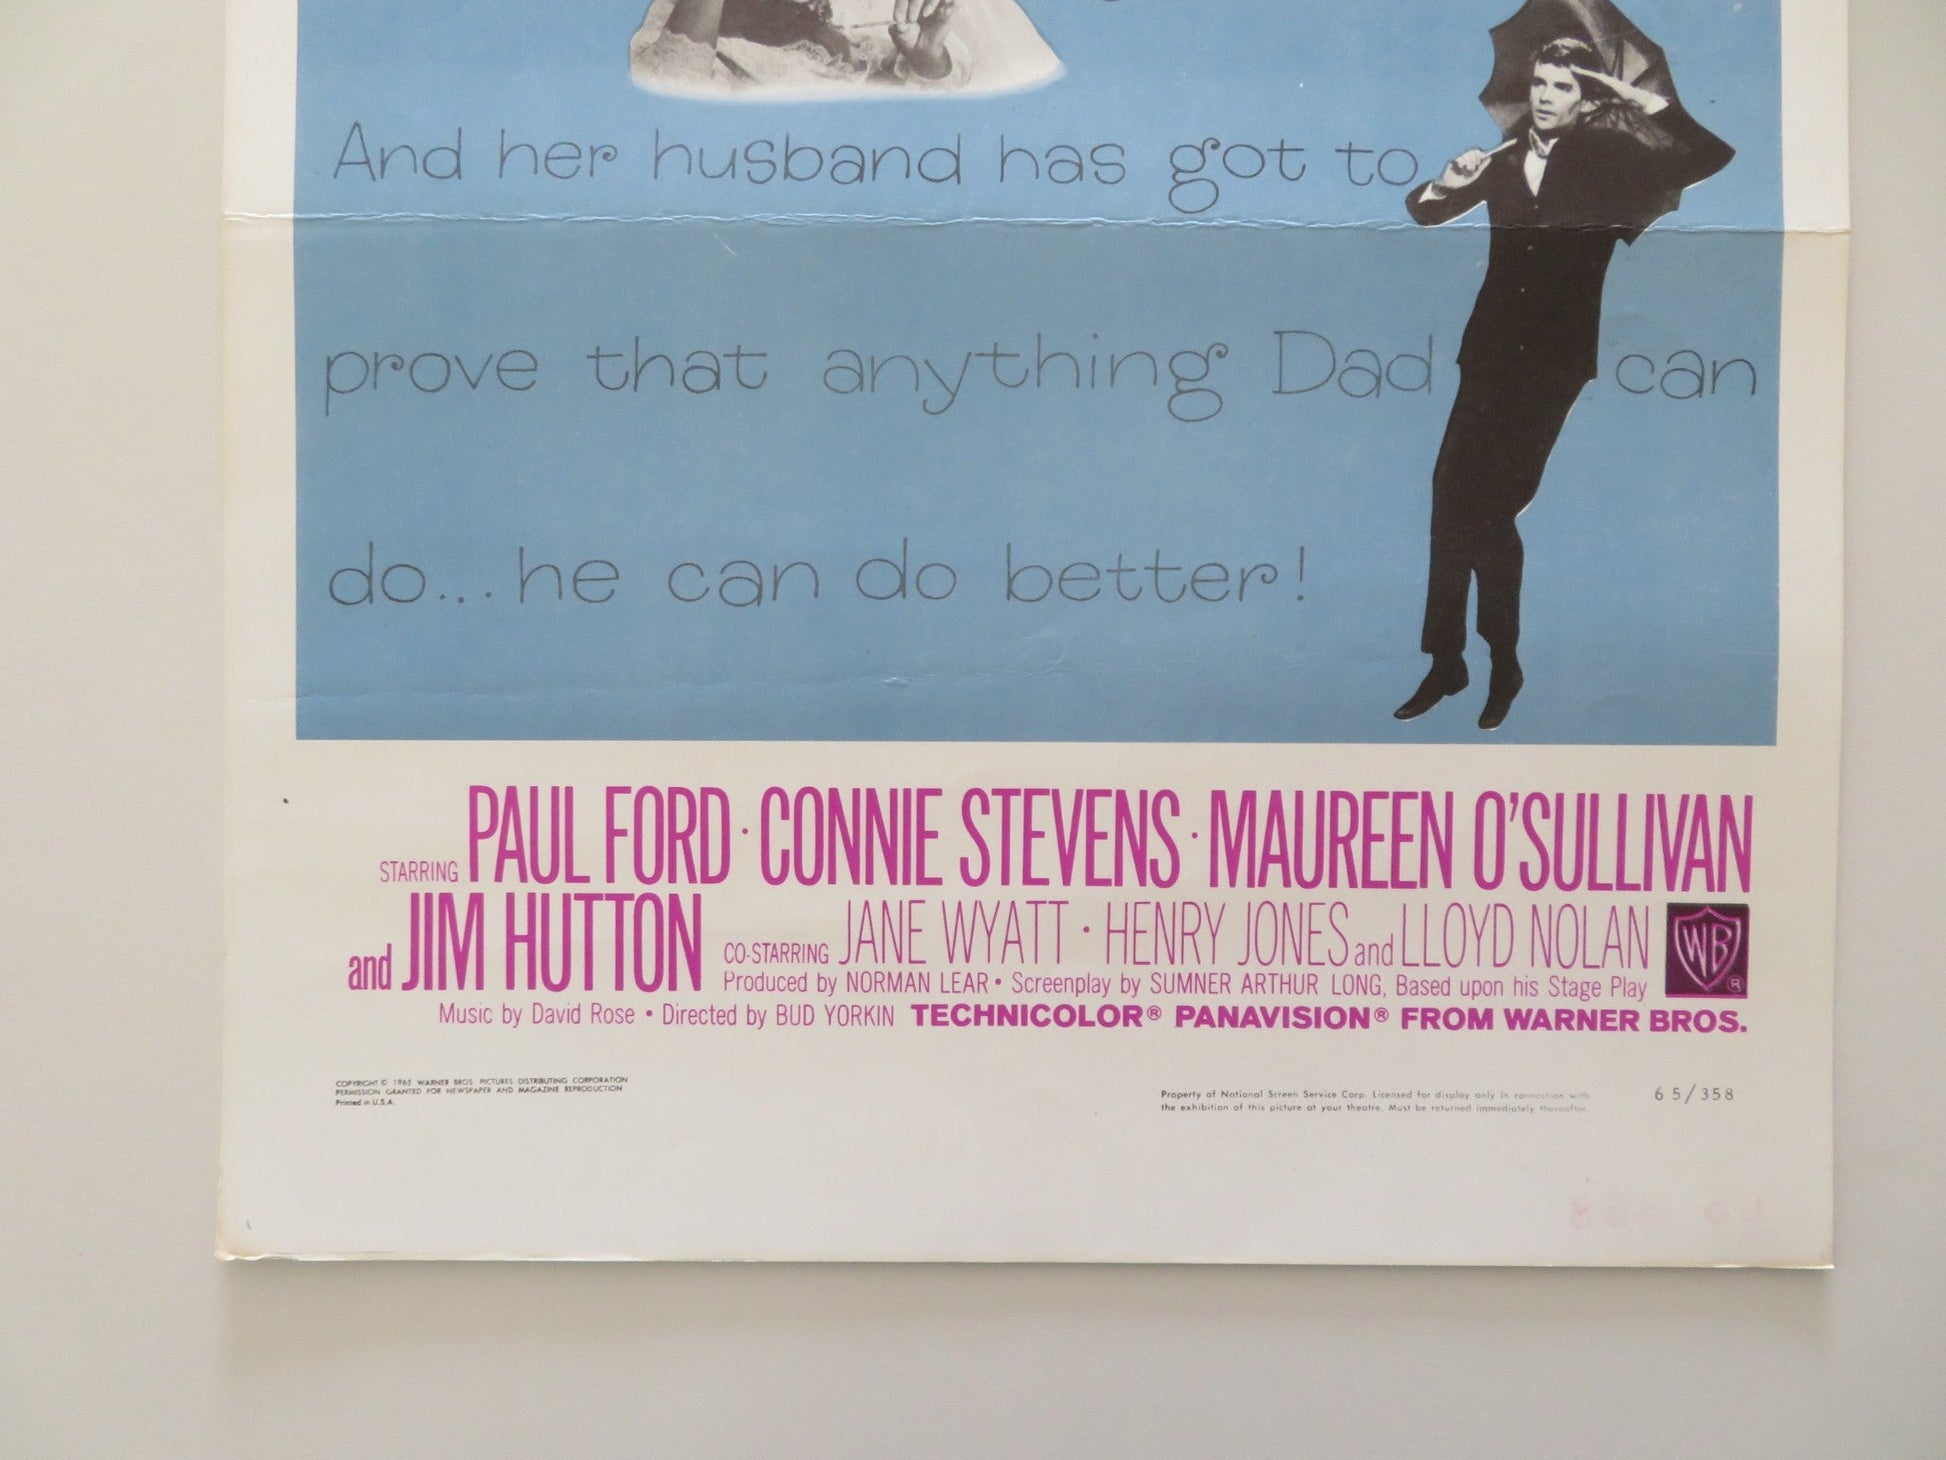 And her husband has got to
prove that anything Dad can
do... he can do better!
STARRING PAUL FORD · CONNIE STEVENS · MAUREEN O'SULLIVAN
and JIM HUTTON CO-STARRING JANE WYATT · HENRY JONES and LLOYD NOLAN
WB ®
Produced by NORMAN LEAR • Screenplay by SUMNER ARTHUR LONG, Based upon his Stage Play
Music by David Rose • Directed by BUD YORKIN TECHNICOLOR® PANAVISION® FROM WARNER BROS.
COPYRIGHT © 1965 WARNER BROS. PICTURES DISTRIBUTING CORPORATION
PERMISSION GRANTED FOR NEWSPAPER AND MAGAZINE REPRODUCTION
Printed in U.S.A.
Property of National Screen Service Corp. Licensed for display only in connection with
the exhibition of this picture at your theatre. Must be returned immediately thereafter.
65/358